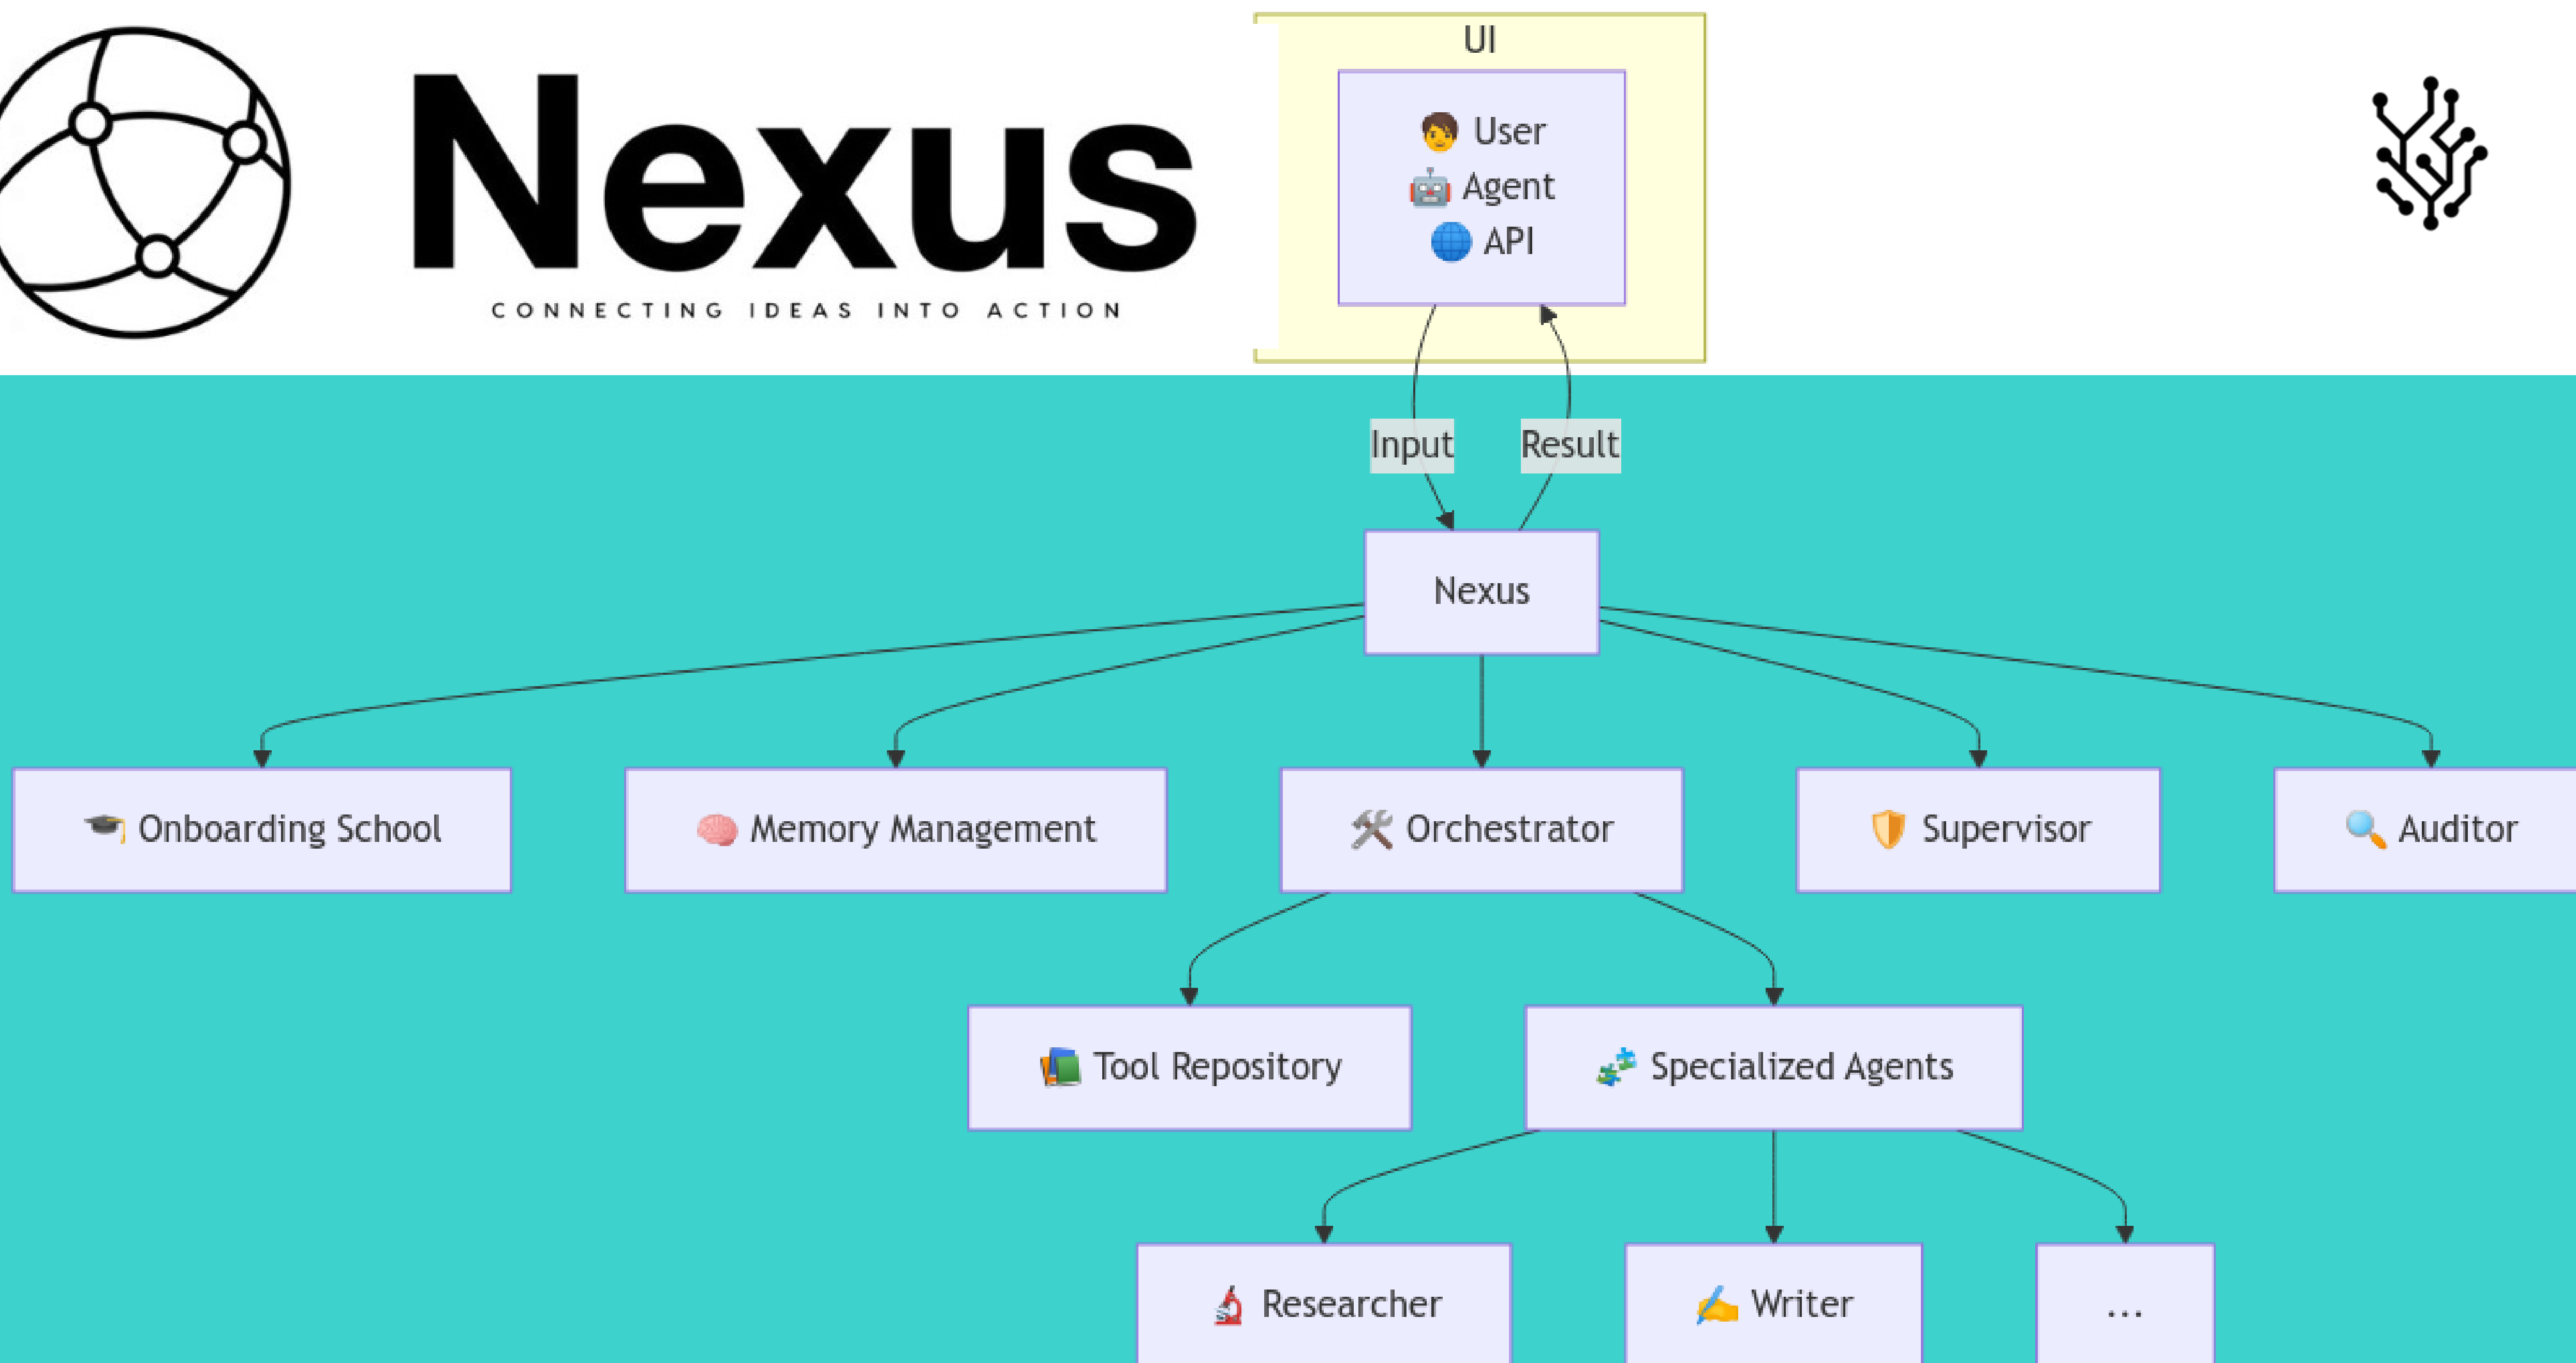 Nexus
CONNECTING IDEAS INTO ACTION
UI
🧑 User
🤖 Agent
🌐 API
Input
Result
Nexus
🎓 Onboarding School
🧠 Memory Management
🛠️ Orchestrator
🛡️ Supervisor
🔍 Auditor
📚 Tool Repository
🧩 Specialized Agents
🔬 Researcher
✍️ Writer
...